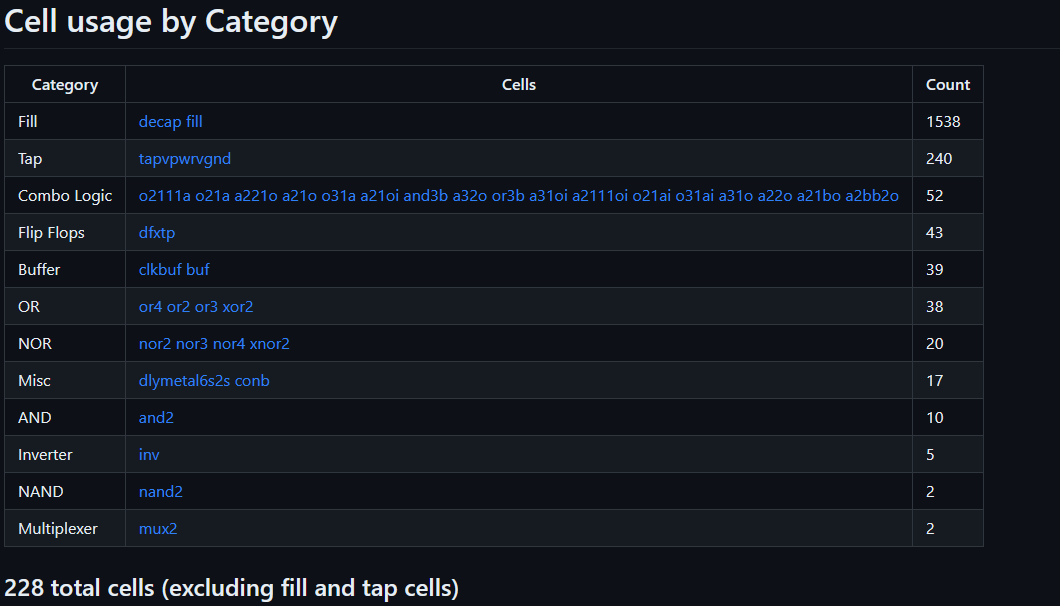 Cell usage by Category
Category Cells Count
Fill decap fill 1538
Tap tapvpwrvgnd 240
Combo Logic o2111a o21a a221o a21o o31a a21oi and3b a32o or3b a31oi a2111oi o21ai o31ai a31o a22o a21bo a2bb2o 52
Flip Flops dfxtp 43
Buffer clkbuf buf 39
OR or4 or2 or3 xor2 38
NOR nor2 nor3 nor4 xnor2 20
Misc dlymetal6s2s conb 17
AND and2 10
Inverter inv 5
NAND nand2 2
Multiplexer mux2 2
228 total cells (excluding fill and tap cells)